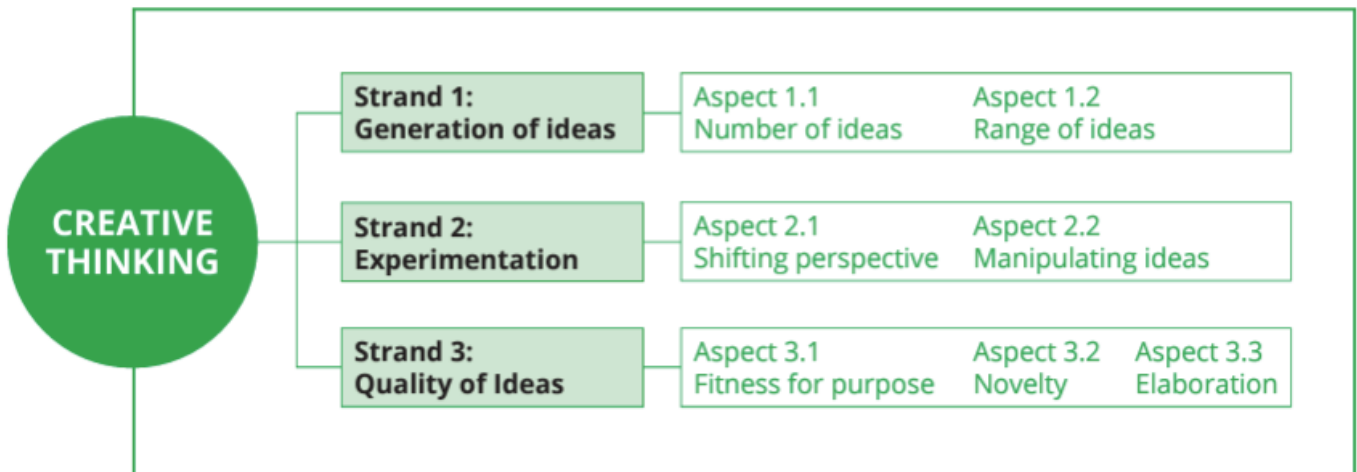 CREATIVE
THINKING
Strand 1:
Generation of ideas
Aspect 1.1
Number of ideas
Aspect 1.2
Range of ideas
Strand 2:
Experimentation
Aspect 2.1
Shifting perspective
Aspect 2.2
Manipulating ideas
Strand 3:
Quality of Ideas
Aspect 3.1
Fitness for purpose
Aspect 3.2
Novelty
Aspect 3.3
Elaboration